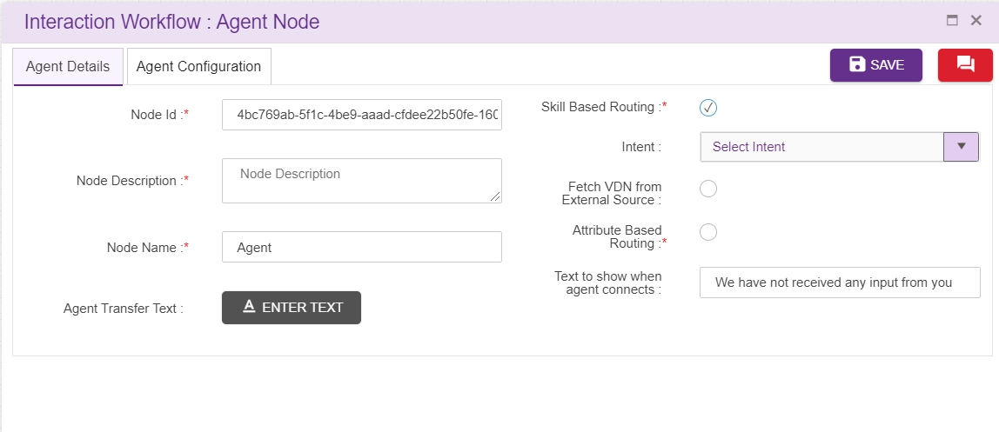 Interaction Workflow : Agent Node
Agent Details
Agent Configuration
SAVE
Node Id :*
4bc769ab-5f1c-4be9-aaad-cfdee22b50fe-160
Node Description :*
Node Description
Node Name :*
Agent
Agent Transfer Text :
A ENTER TEXT
Skill Based Routing :*
Intent :
Select Intent
Fetch VDN from
External Source :
Attribute Based
Routing :*
Text to show when
agent connects :
We have not received any input from you